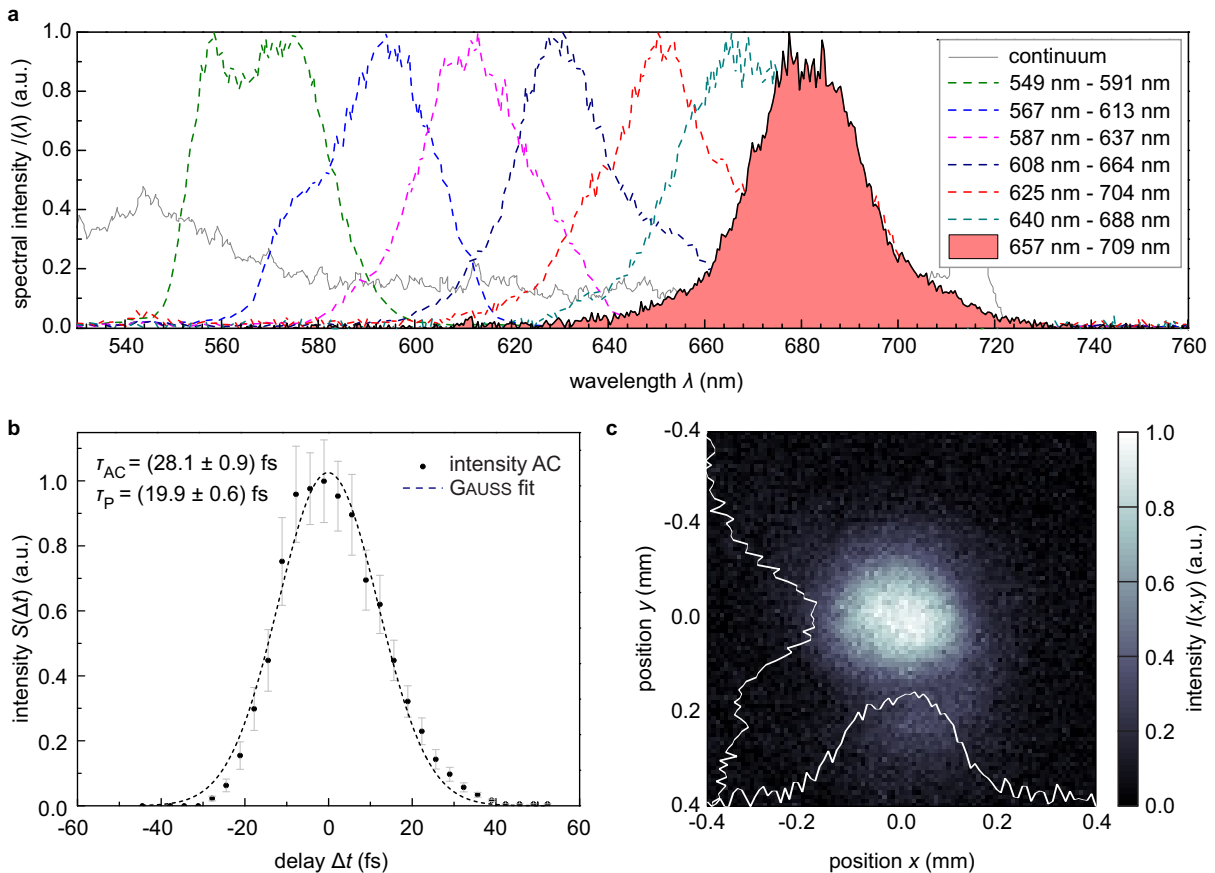 a
spectral intensity I(λ) (a.u.)
1.0
0.8
0.6
0.4
0.2
0.0
540 560 580 600 620 640 660 680 700 720 740 760
wavelength λ (nm)
continuum
549 nm - 591 nm
567 nm - 613 nm
587 nm - 637 nm
608 nm - 664 nm
625 nm - 704 nm
640 nm - 688 nm
657 nm - 709 nm
b
intensity S(Δt) (a.u.)
τAC = (28.1 ± 0.9) fs
τP = (19.9 ± 0.6) fs
intensity AC
GAUSS fit
1.0
0.8
0.6
0.4
0.2
0.0
-60 -40 -20 0 20 40 60
delay Δt (fs)
c
position y (mm)
-0.4
-0.4
0.0
0.2
0.4
-0.4 -0.2 0.0 0.2 0.4
position x (mm)
1.0
0.8
0.6
0.4
0.2
0.0
intensity I(x,y) (a.u.)